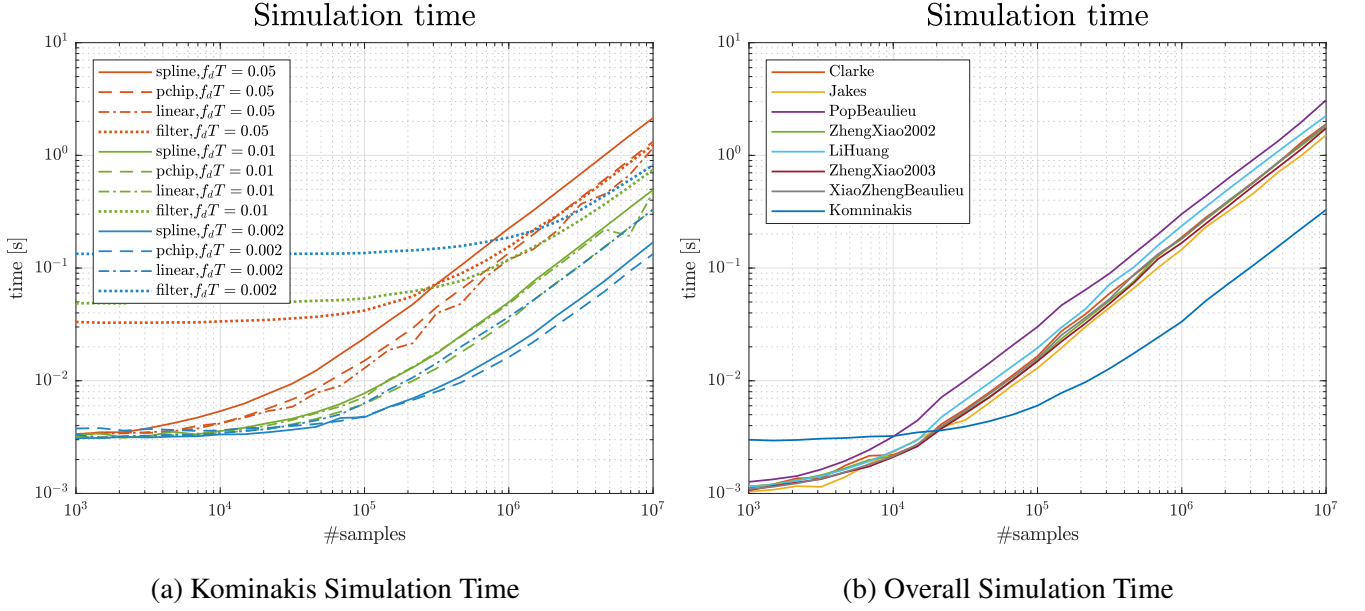 Simulation time
10^1
10^0
10^-1
10^-2
10^-3
time [s]
spline,f_dT = 0.05
pchip,f_dT = 0.05
linear,f_dT = 0.05
filter,f_dT = 0.05
spline,f_dT = 0.01
pchip,f_dT = 0.01
linear,f_dT = 0.01
filter,f_dT = 0.01
spline,f_dT = 0.002
pchip,f_dT = 0.002
linear,f_dT = 0.002
filter,f_dT = 0.002
10^3 10^4 10^5 10^6 10^7
#samples
(a) Kominakis Simulation Time
Simulation time
10^1
10^0
10^-1
10^-2
10^-3
time [s]
Clarke
Jakes
PopBeaulieu
ZhengXiao2002
LiHuang
ZhengXiao2003
XiaoZhengBeaulieu
Komninakis
10^3 10^4 10^5 10^6 10^7
#samples
(b) Overall Simulation Time